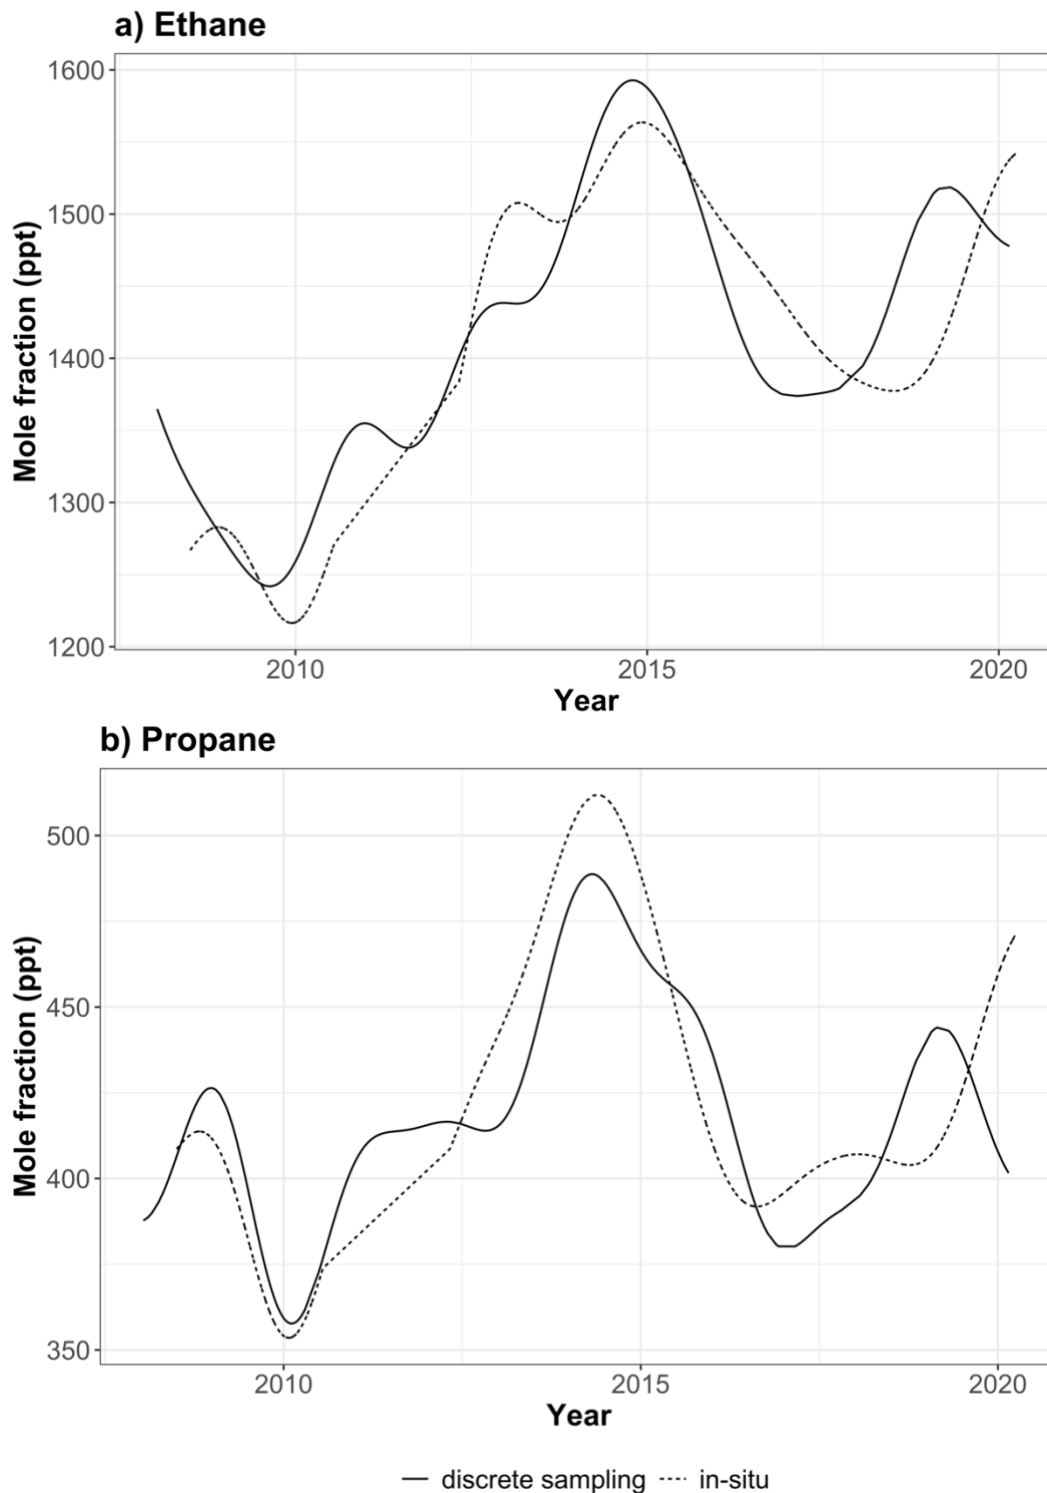 a) Ethane
1600
1500
1400
1300
1200
Mole fraction (ppt)
2010 2015 2020
Year
b) Propane
500
450
400
350
Mole fraction (ppt)
2010 2015 2020
Year
discrete sampling in-situ